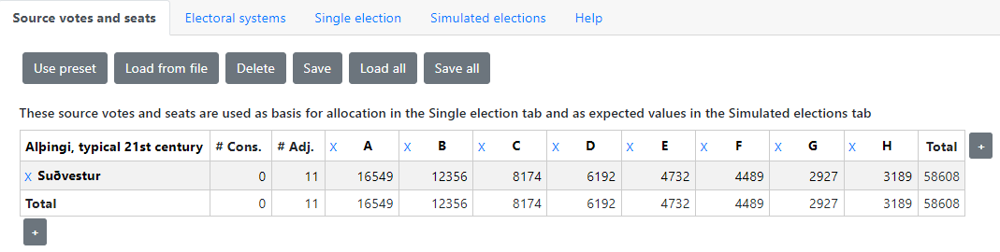 Source votes and seats Electoral systems Single election Simulated elections Help
Use preset Load from file Delete Save Load all Save all
These source votes and seats are used as basis for allocation in the Single election tab and as expected values in the Simulated elections tab
Alþingi, typical 21st century # Cons. # Adj. X A X B X C X D X E X F X G X H Total +
X Suðvestur 0 11 16549 12356 8174 6192 4732 4489 2927 3189 58608
Total 0 11 16549 12356 8174 6192 4732 4489 2927 3189 58608
+